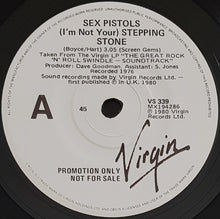 SEX PISTOLS
(I'm Not Your) STEPPING
STONE
(Boyce/Hart) 3.05 (Screen Gems)
Taken From The Virgin LP "THE GREAT ROCK
'N' ROLL SWINDLE – SOUNDTRACK"
Producer: Dave Goodman. Assistant: S. Jones
Recorded 1976
Sound recording made by Virgin Records Ltd. —
first published Ⓟ in U.K. 1980
A
45
VS 339
MX194286
Ⓟ 1980 Virgin
Records Ltd.
Virgin
PROMOTION ONLY
NOT FOR SALE